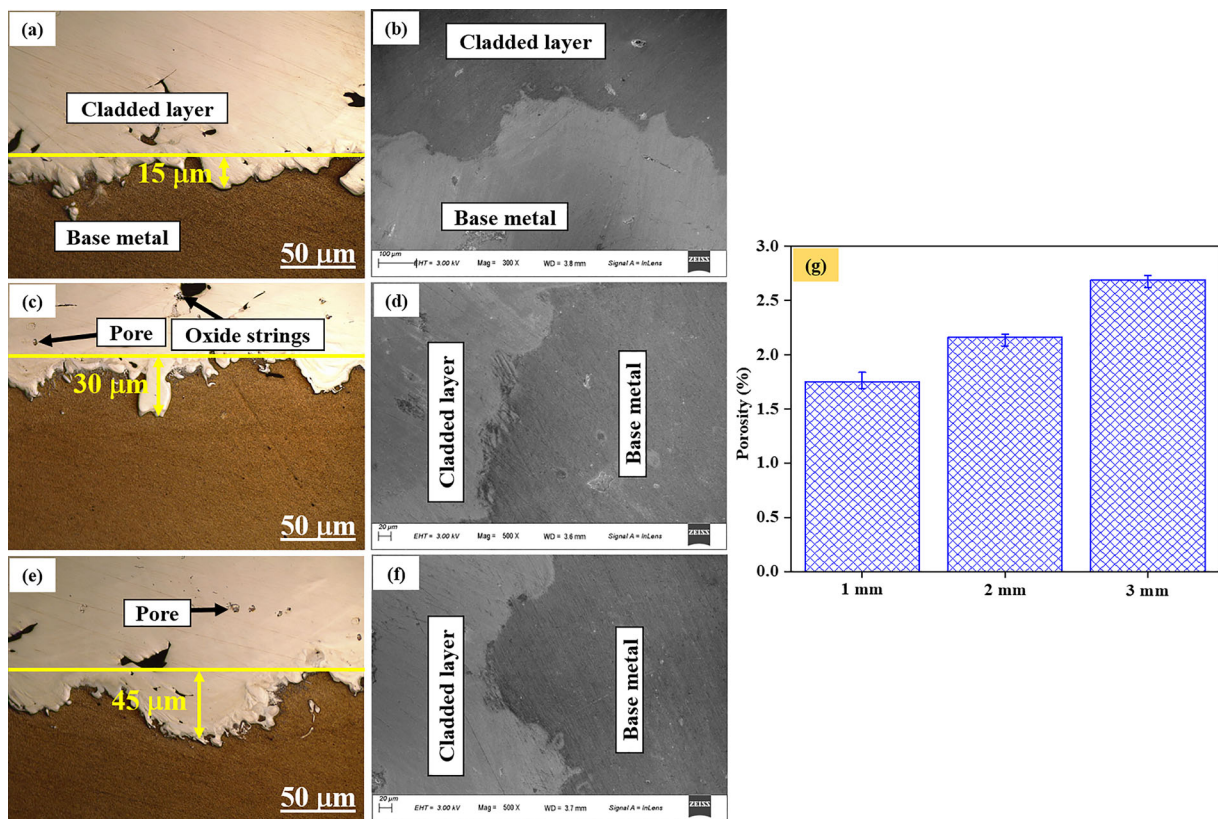 (a)
Cladded layer
15 μm
Base metal
50 μm
(b)
Cladded layer
Base metal
100 μm
EHT = 3.00 kV
Mag = 300 X
WD = 3.8 mm
Signal A = InLens
ZEISS
(c)
Pore
Oxide strings
30 μm
50 μm
(d)
Cladded layer
Base metal
20 μm
EHT = 3.00 kV
Mag = 500 X
WD = 3.6 mm
Signal A = InLens
ZEISS
(e)
Pore
45 μm
50 μm
(f)
Cladded layer
Base metal
20 μm
EHT = 3.00 kV
Mag = 500 X
WD = 3.7 mm
Signal A = InLens
ZEISS
(g)
Porosity (%)
3.0
2.5
2.0
1.5
1.0
0.5
0.0
1 mm
2 mm
3 mm